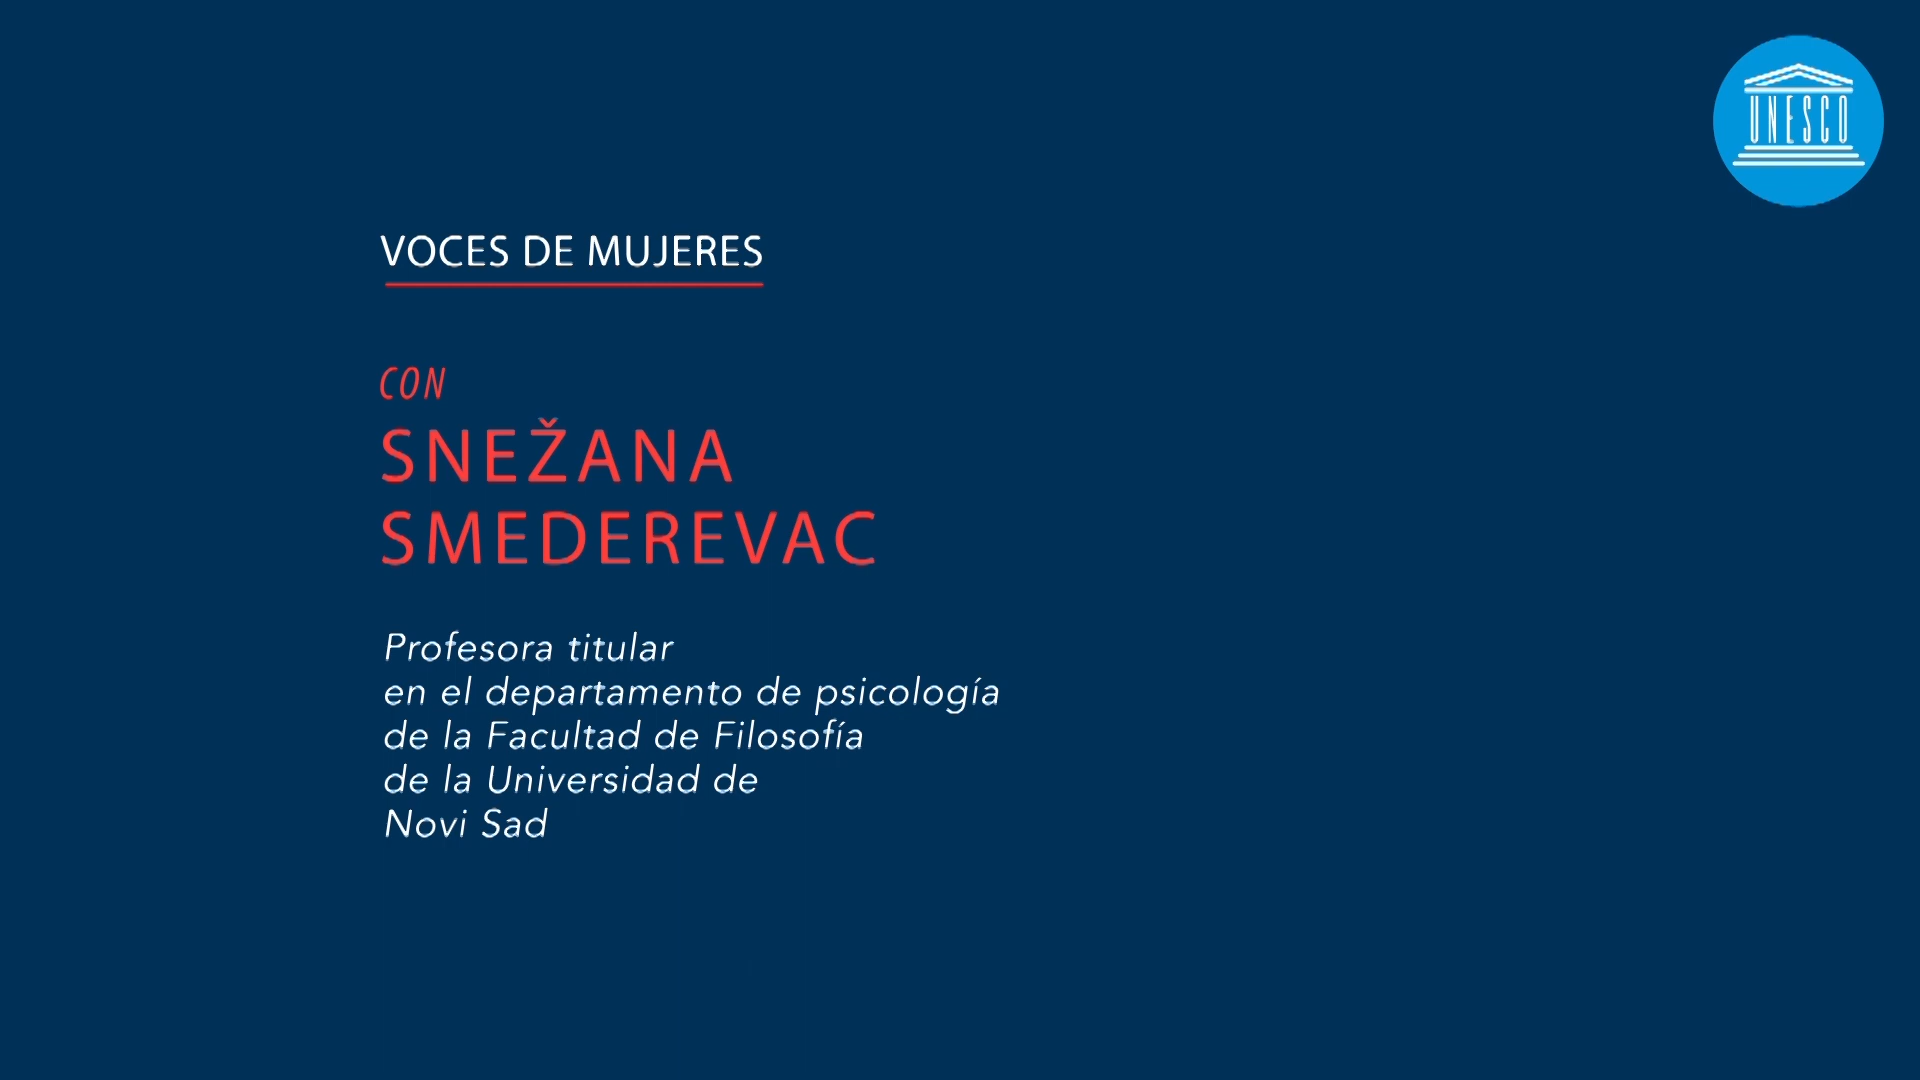 UNESCO
VOCES DE MUJERES
CON
SNEŽANA
SMEDEREVAC
Profesora titular
en el departamento de psicología
de la Facultad de Filosofía
de la Universidad de
Novi Sad